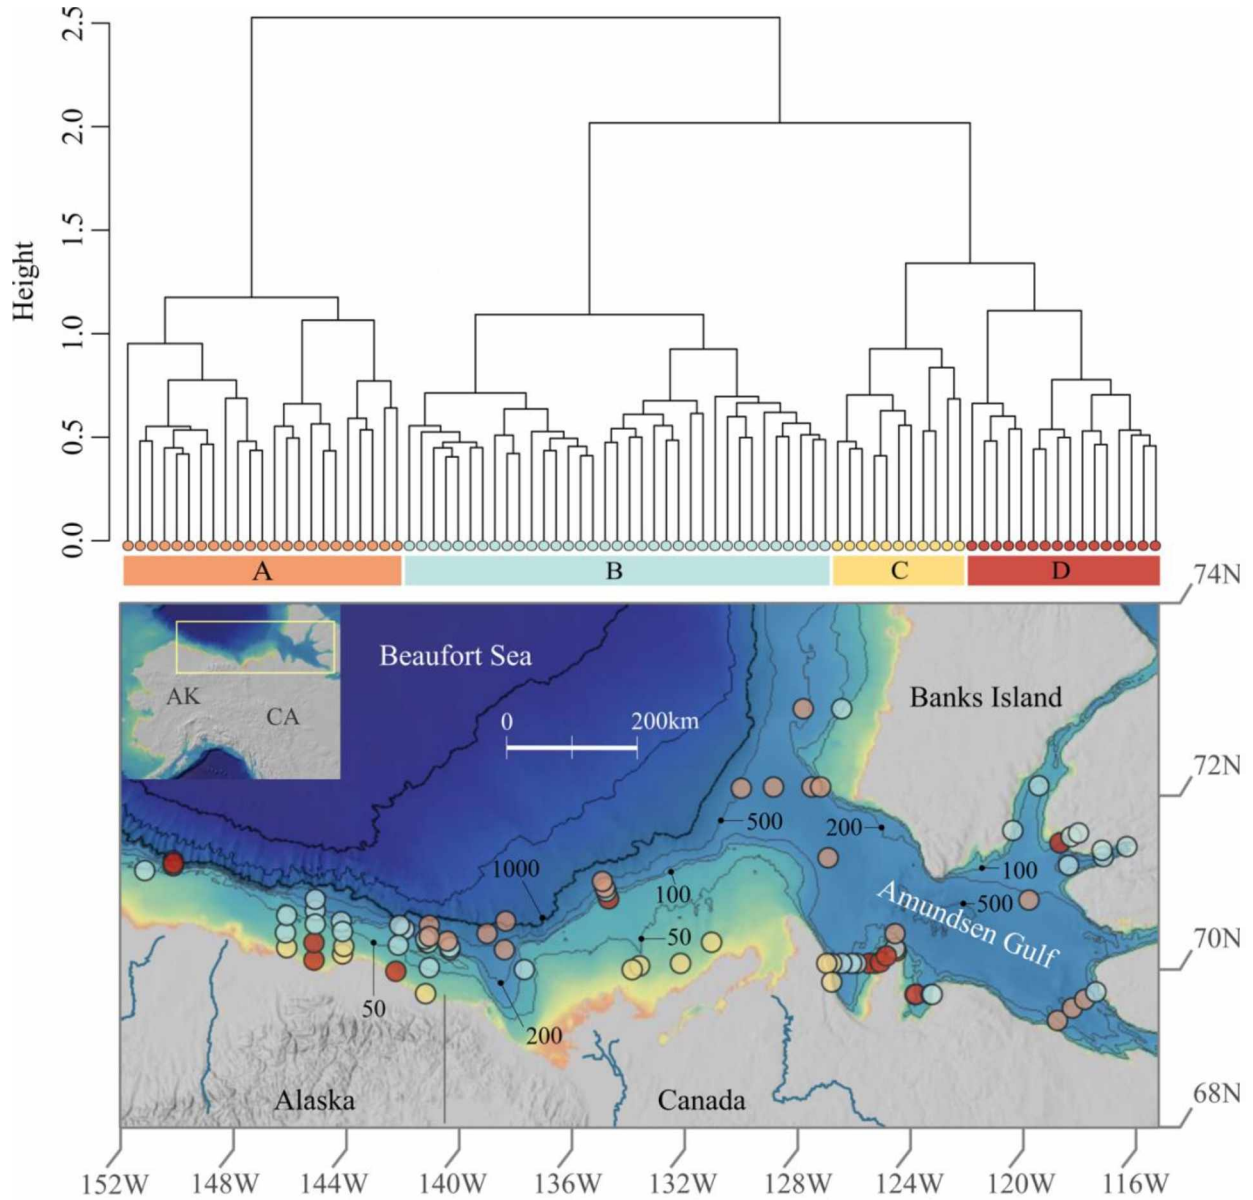 2.5
2.0
1.5
1.0
0.5
0.0
Height
A
B
C
D
74N
Beaufort Sea
AK
CA
0
200km
Banks Island
72N
500
200
1000
100
100
500
Amundsen Gulf
50
70N
50
200
Alaska
Canada
68N
152W 148W 144W 140W 136W 132W 128W 124W 120W 116W